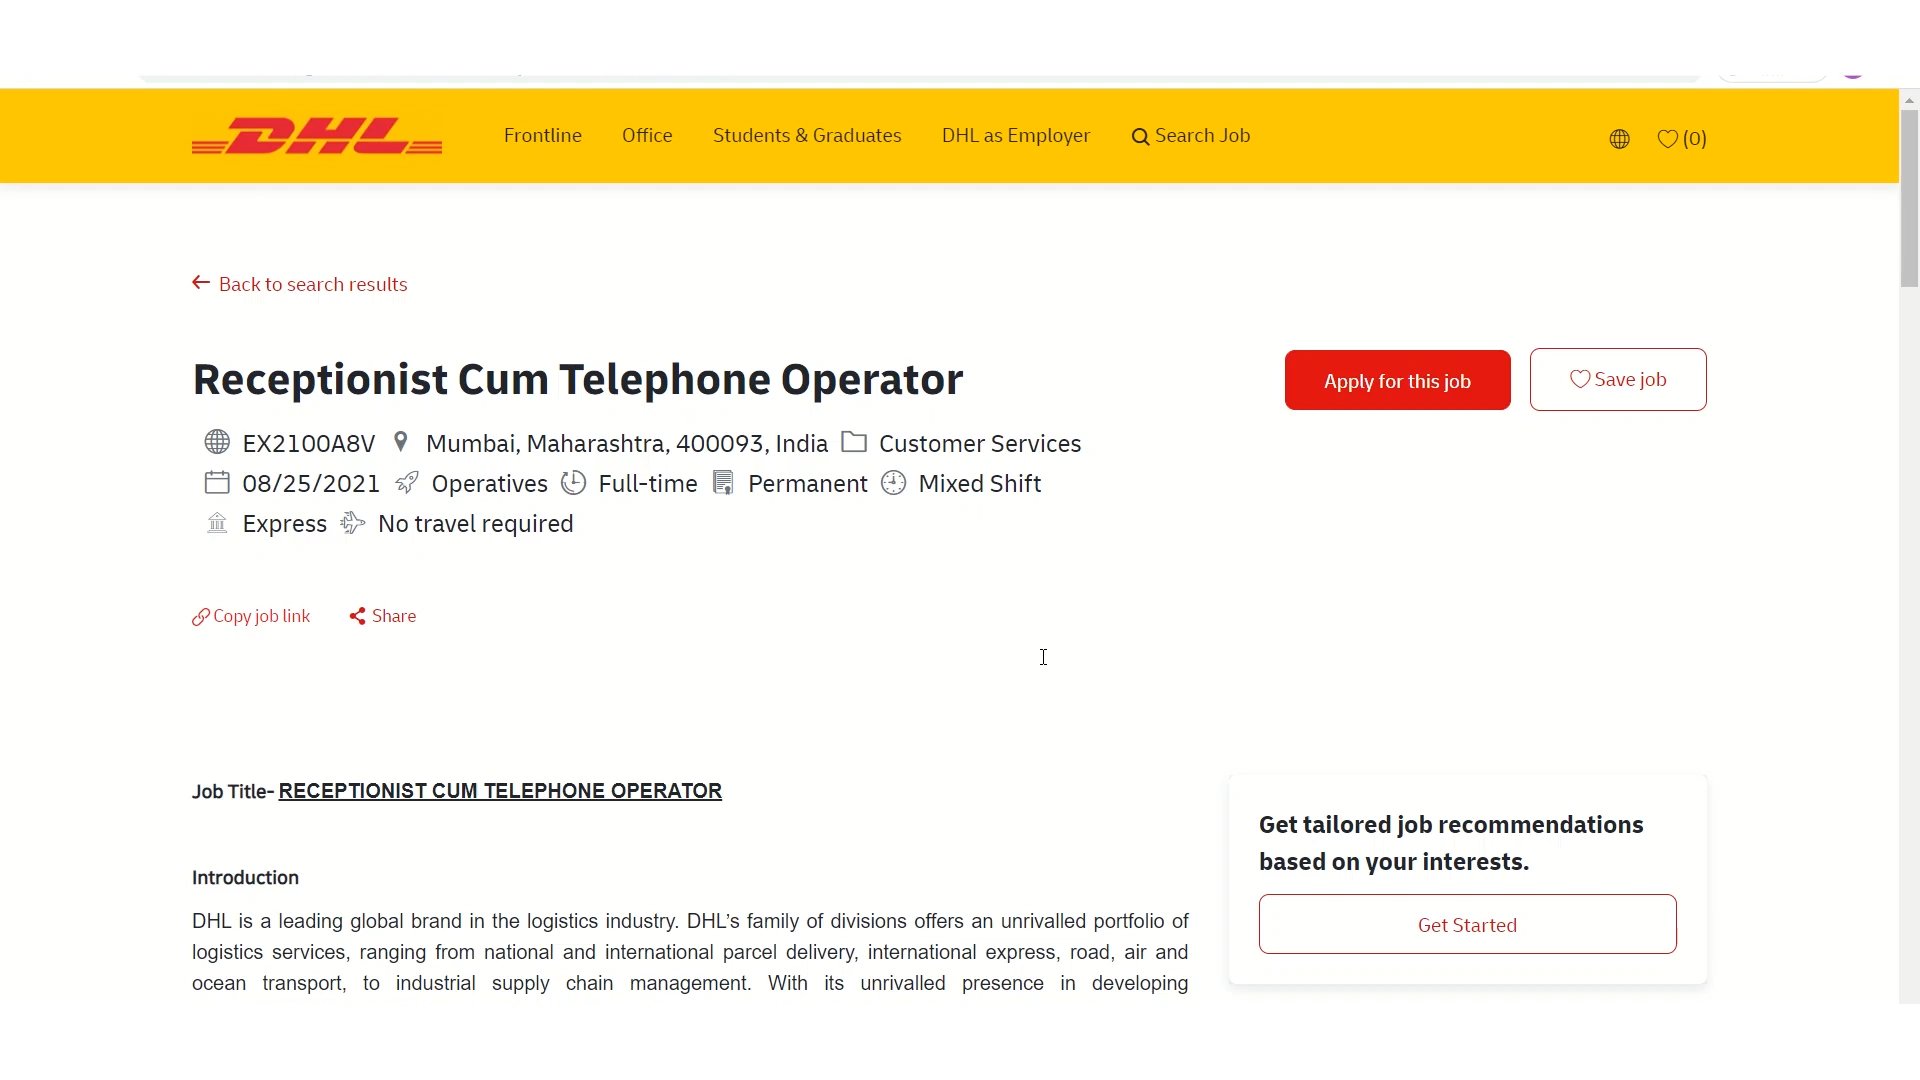 DHL Frontline Office Students & Graduates DHL as Employer Search Job (0)
Back to search results
Receptionist Cum Telephone Operator Apply for this job Save job
EX2100A8V Mumbai, Maharashtra, 400093, India Customer Services
08/25/2021 Operatives Full-time Permanent Mixed Shift
Express No travel required
Copy job link Share
Job Title- RECEPTIONIST CUM TELEPHONE OPERATOR
Introduction
DHL is a leading global brand in the logistics industry. DHL’s family of divisions offers an unrivalled portfolio of
logistics services, ranging from national and international parcel delivery, international express, road, air and
ocean transport, to industrial supply chain management. With its unrivalled presence in developing
Get tailored job recommendations
based on your interests.
Get Started